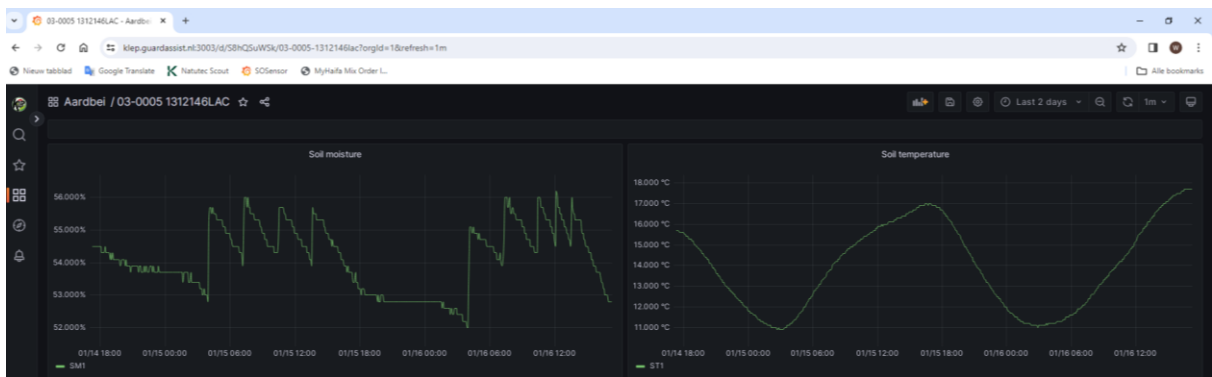 03-0005 1312146LAC - Aardbei
klep.guardassist.nl:3003/d/S8hQSuWSk/03-0005-1312146lac?orgId=1&refresh=1m
Nieuw tabblad Google Translate Natutec Scout SOSensor MyHaifa Mix Order I... Alle bookmarks
Aardbei / 03-0005 1312146LAC Last 2 days 1m
Soil moisture
56.000%
55.000%
54.000%
53.000%
52.000%
01/14 18:00 01/15 00:00 01/15 06:00 01/15 12:00 01/15 18:00 01/16 00:00 01/16 06:00 01/16 12:00
SM1
Soil temperature
18.000 °C
17.000 °C
16.000 °C
15.000 °C
14.000 °C
13.000 °C
12.000 °C
11.000 °C
01/14 18:00 01/15 00:00 01/15 06:00 01/15 12:00 01/15 18:00 01/16 00:00 01/16 06:00 01/16 12:00
ST1